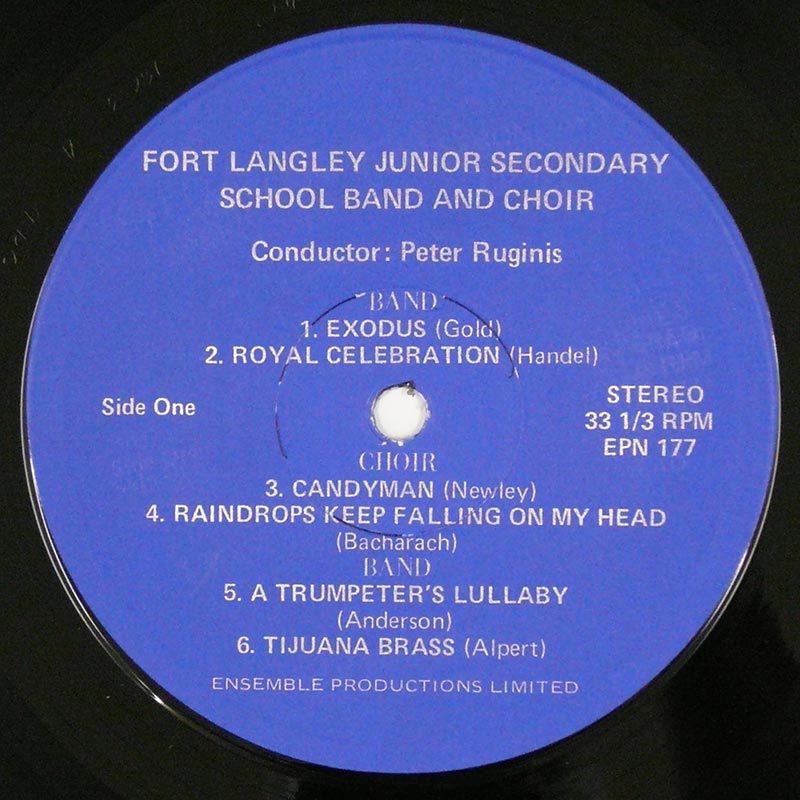 FORT LANGLEY JUNIOR SECONDARY
SCHOOL BAND AND CHOIR
Conductor: Peter Ruginis
BAND
1. EXODUS (Gold)
2. ROYAL CELEBRATION (Handel)
Side One
STEREO
33 1/3 RPM
EPN 177
CHOIR
3. CANDYMAN (Newley)
4. RAINDROPS KEEP FALLING ON MY HEAD
(Bacharach)
BAND
5. A TRUMPETER'S LULLABY
(Anderson)
6. TIJUANA BRASS (Alpert)
ENSEMBLE PRODUCTIONS LIMITED